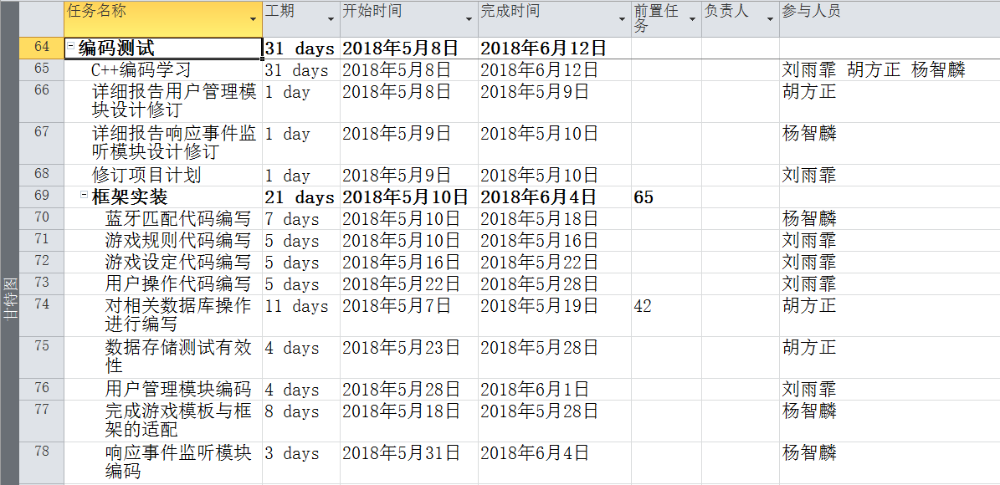 任务名称 工期 开始时间 完成时间 前置任务 负责人 参与人员
64 编码测试 31 days 2018年5月8日 2018年6月12日
65 C++编码学习 31 days 2018年5月8日 2018年6月12日 刘雨霏 胡方正 杨智麟
66 详细报告用户管理模 1 day 2018年5月8日 2018年5月9日 胡方正
块设计修订
67 详细报告响应事件监 1 day 2018年5月9日 2018年5月10日 杨智麟
听模块设计修订
68 修订项目计划 1 day 2018年5月9日 2018年5月10日 刘雨霏
69 框架实装 21 days 2018年5月10日 2018年6月4日 65
70 蓝牙匹配代码编写 7 days 2018年5月10日 2018年5月18日 杨智麟
71 游戏规则代码编写 5 days 2018年5月10日 2018年5月16日 刘雨霏
72 游戏设定代码编写 5 days 2018年5月16日 2018年5月22日 刘雨霏
73 用户操作代码编写 5 days 2018年5月22日 2018年5月28日 刘雨霏
74 对相关数据库操作 11 days 2018年5月7日 2018年5月19日 42 胡方正
进行编写
75 数据存储测试有效 4 days 2018年5月23日 2018年5月28日 胡方正
性
76 用户管理模块编码 4 days 2018年5月28日 2018年6月1日 刘雨霏
77 完成游戏模板与框 8 days 2018年5月18日 2018年5月28日 杨智麟
架的适配
78 响应事件监听模块 3 days 2018年5月31日 2018年6月4日 杨智麟
编码
甘特图